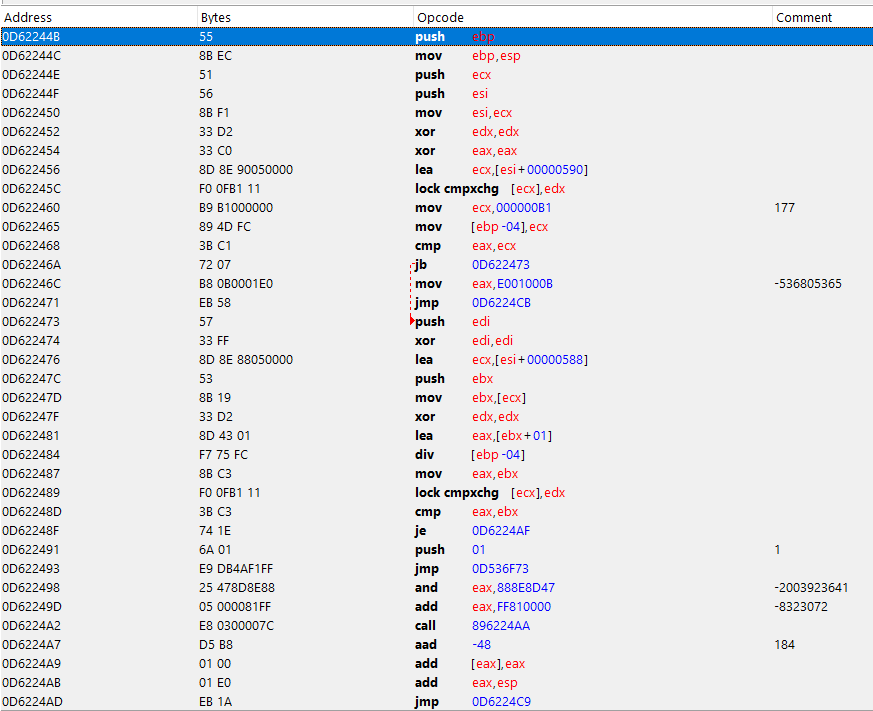 Address Bytes Opcode Comment
0D62244B 55 push ebp
0D62244C 8B EC mov ebp,esp
0D62244E 51 push ecx
0D62244F 56 push esi
0D622450 8B F1 mov esi,ecx
0D622452 33 D2 xor edx,edx
0D622454 33 C0 xor eax,eax
0D622456 8D 8E 90050000 lea ecx,[esi+00000590]
0D62245C F0 0FB1 11 lock cmpxchg [ecx],edx
0D622460 B9 B1000000 mov ecx,000000B1 177
0D622465 89 4D FC mov [ebp-04],ecx
0D622468 3B C1 cmp eax,ecx
0D62246A 72 07 jb 0D622473
0D62246C B8 0B0001E0 mov eax,E001000B -536805365
0D622471 EB 58 jmp 0D6224CB
0D622473 57 push edi
0D622474 33 FF xor edi,edi
0D622476 8D 8E 88050000 lea ecx,[esi+00000588]
0D62247C 53 push ebx
0D62247D 8B 19 mov ebx,[ecx]
0D62247F 33 D2 xor edx,edx
0D622481 8D 43 01 lea eax,[ebx+01]
0D622484 F7 75 FC div [ebp-04]
0D622487 8B C3 mov eax,ebx
0D622489 F0 0FB1 11 lock cmpxchg [ecx],edx
0D62248D 3B C3 cmp eax,ebx
0D62248F 74 1E je 0D6224AF
0D622491 6A 01 push 01 1
0D622493 E9 DB4AF1FF jmp 0D536F73
0D622498 25 478D8E88 and eax,888E8D47 -2003923641
0D62249D 05 000081FF add eax,FF810000 -8323072
0D6224A2 E8 0300007C call 896224AA
0D6224A7 D5 B8 aad -48 184
0D6224A9 01 00 add [eax],eax
0D6224AB 01 E0 add eax,esp
0D6224AD EB 1A jmp 0D6224C9